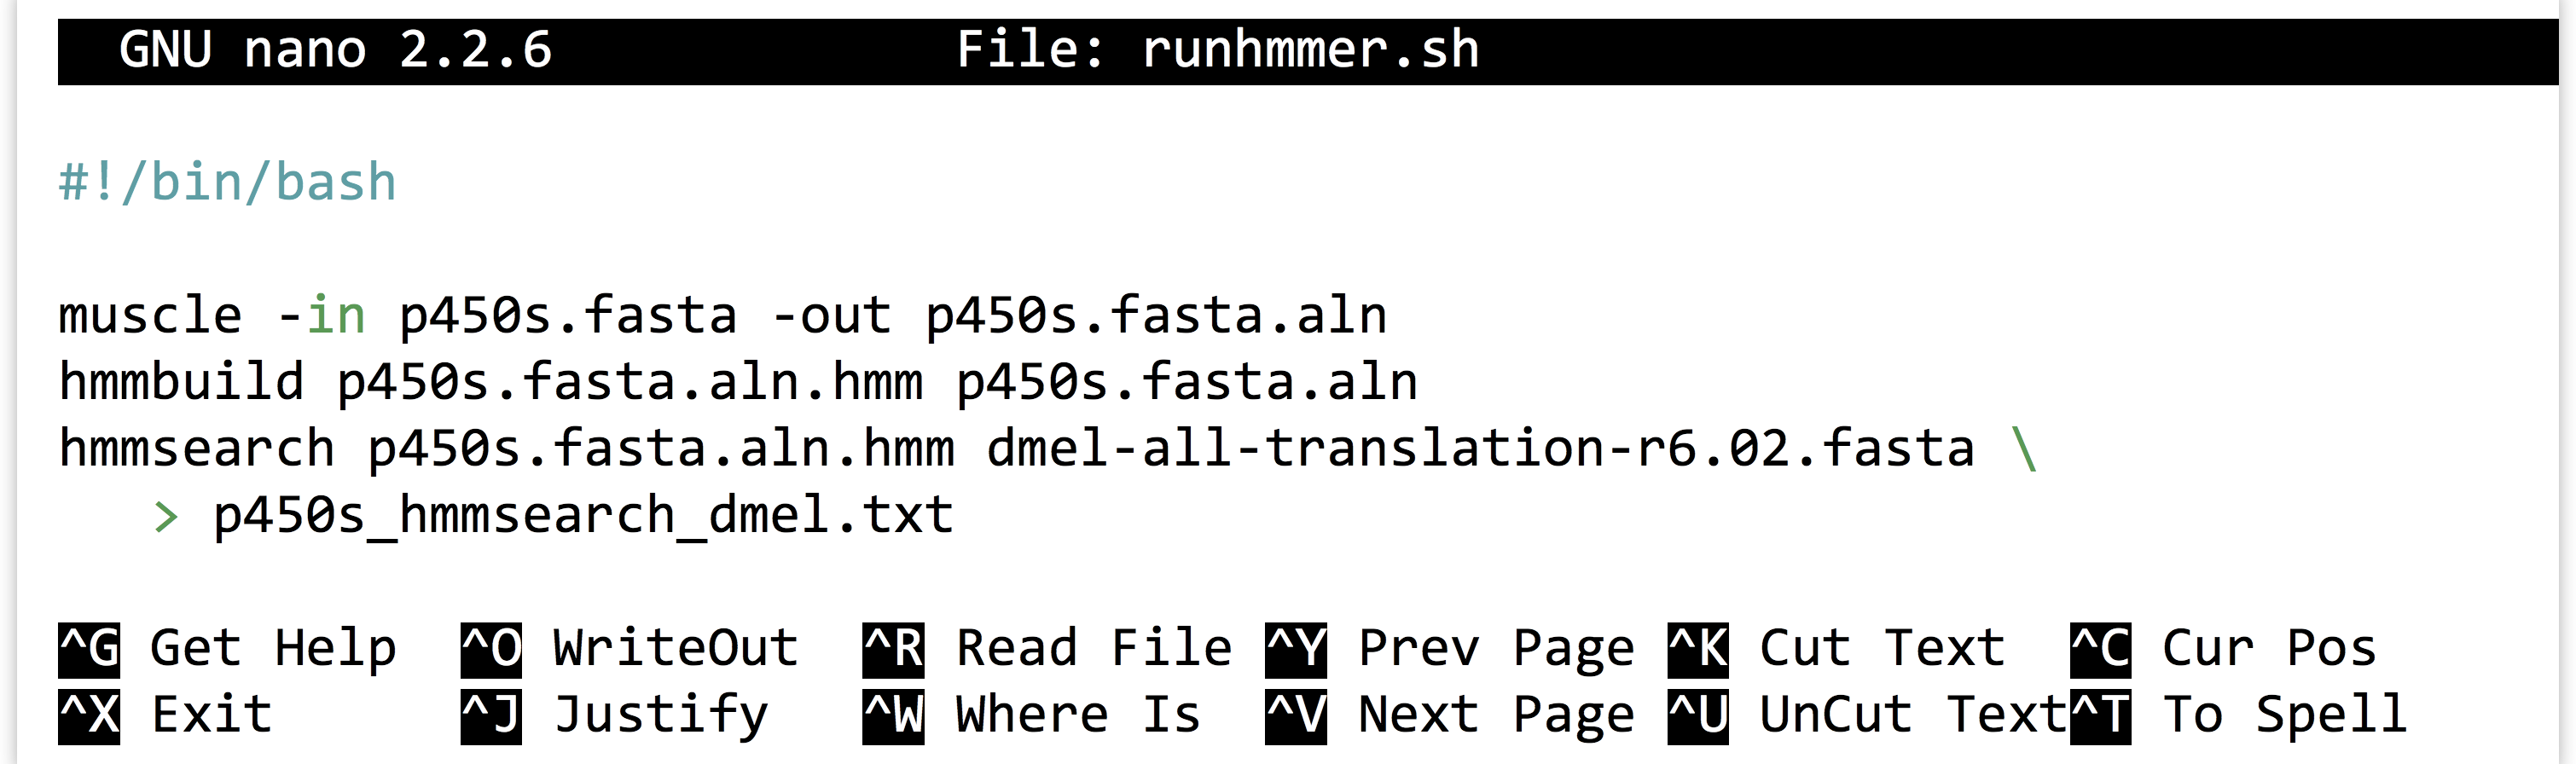 GNU nano 2.2.6 File: runhmmer.sh
#!/bin/bash
muscle -in p450s.fasta -out p450s.fasta.aln
hmmbuild p450s.fasta.aln.hmm p450s.fasta.aln
hmmsearch p450s.fasta.aln.hmm dmel-all-translation-r6.02.fasta \
> p450s_hmmsearch_dmel.txt
^G Get Help ^O WriteOut ^R Read File ^Y Prev Page ^K Cut Text ^C Cur Pos
^X Exit ^J Justify ^W Where Is ^V Next Page ^U UnCut Text ^T To Spell